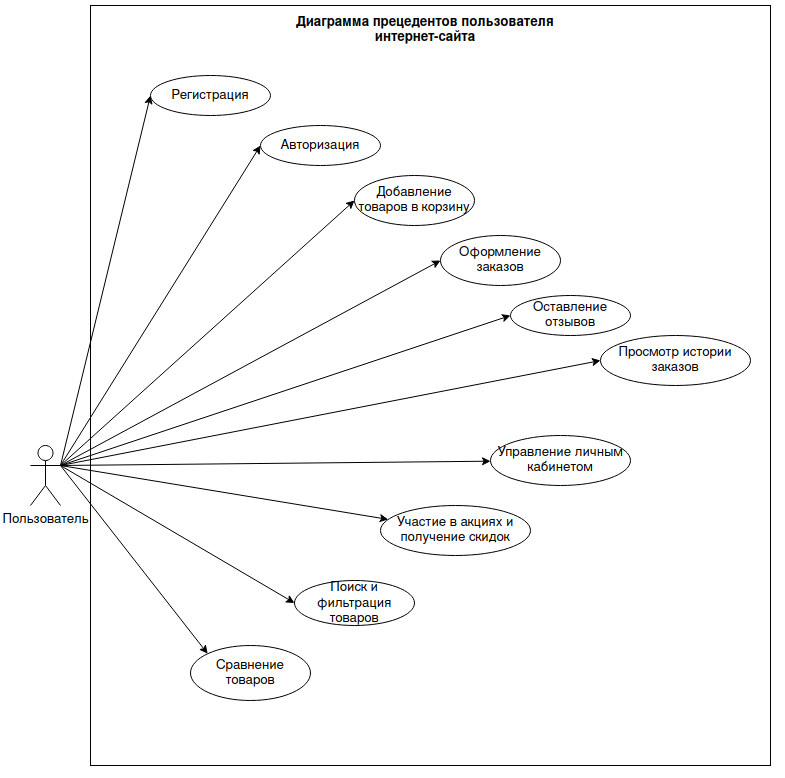 Диаграмма прецедентов пользователя
интернет-сайта
Регистрация
Авторизация
Добавление
товаров в корзину
Оформление
заказов
Оставление
отзывов
Просмотр истории
заказов
Управление личным
кабинетом
Пользователь
Участие в акциях и
получение скидок
Поиск и
фильтрация
товаров
Сравнение
товаров